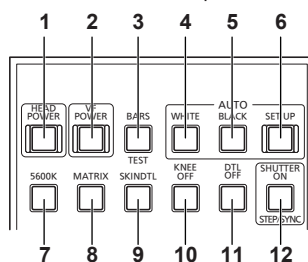 1 2 3 4 5 6
HEAD POWER
VF POWER
BARS
AUTO
WHITE BLACK SET UP
TEST
5600K MATRIX SKINDTL
KNEE OFF
DTL OFF
SHUTTER ON
STEP/SYNC
7 8 9 10 11 12